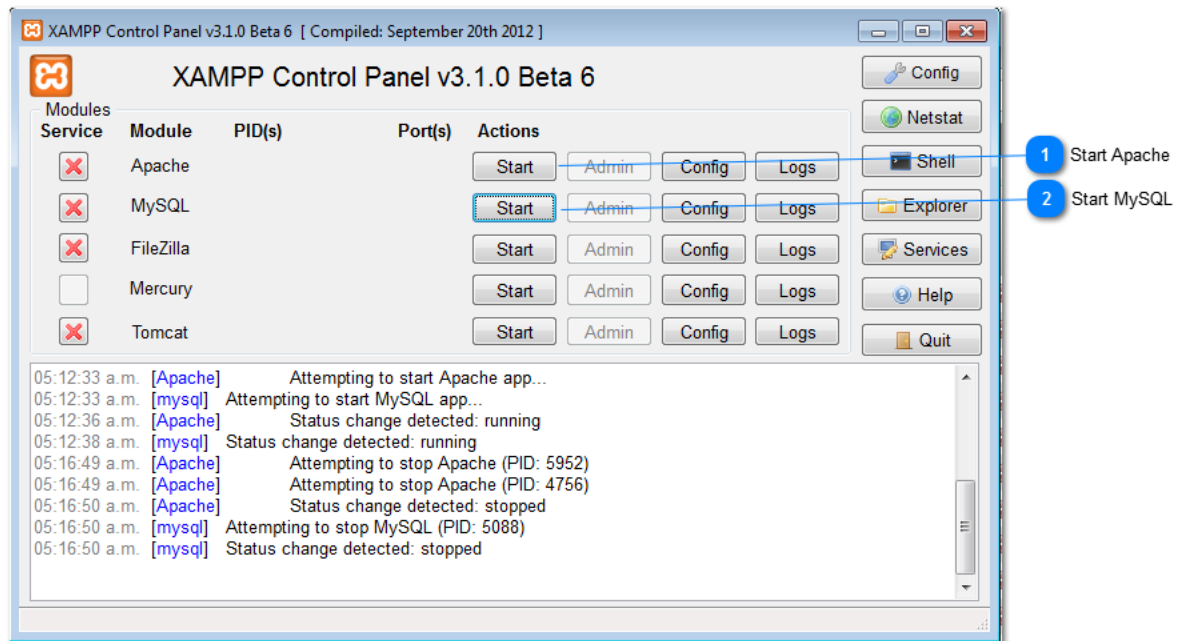 XAMPP Control Panel v3.1.0 Beta 6 [ Compiled: September 20th 2012 ]
XAMPP Control Panel v3.1.0 Beta 6
Config
Modules
Service Module PID(s) Port(s) Actions
Netstat
Apache Start Admin Config Logs
Shell
1 Start Apache
MySQL Start Admin Config Logs
Explorer
2 Start MySQL
FileZilla Start Admin Config Logs
Services
Mercury Start Admin Config Logs
Help
Tomcat Start Admin Config Logs
Quit
05:12:33 a.m. [Apache] Attempting to start Apache app...
05:12:33 a.m. [mysql] Attempting to start MySQL app...
05:12:36 a.m. [Apache] Status change detected: running
05:12:38 a.m. [mysql] Status change detected: running
05:16:49 a.m. [Apache] Attempting to stop Apache (PID: 5952)
05:16:49 a.m. [Apache] Attempting to stop Apache (PID: 4756)
05:16:50 a.m. [Apache] Status change detected: stopped
05:16:50 a.m. [mysql] Attempting to stop MySQL (PID: 5088)
05:16:50 a.m. [mysql] Status change detected: stopped